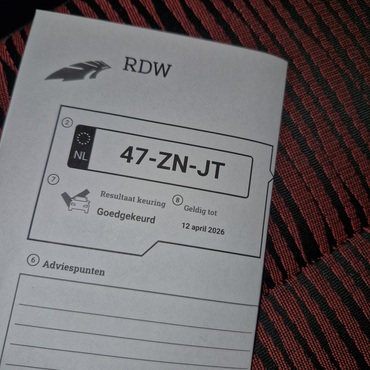 RDW
2
NL
47-ZN-JT
7
Resultaat keuring
Goedgekeurd
8
Geldig tot
12 april 2026
6 Adviespunten